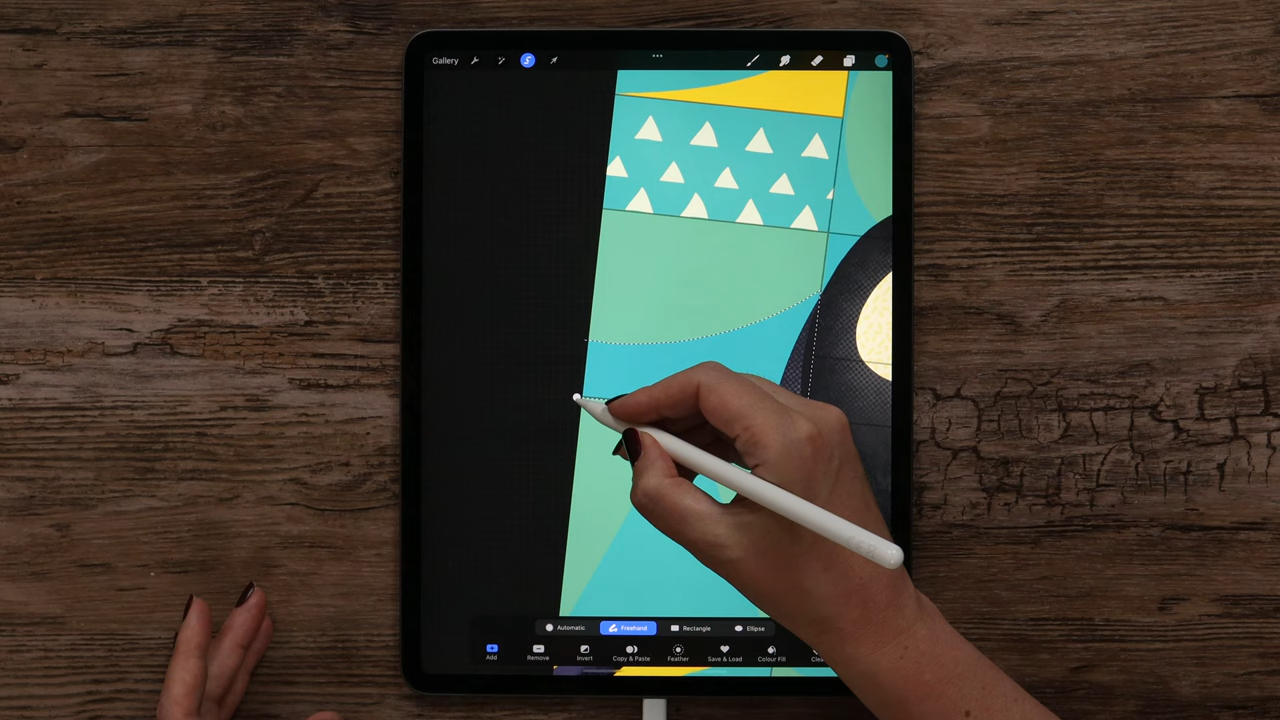 Gallery
Automatic Freehand Rectangle Ellipse
Add Remove Invert Copy & Paste Feather Save & Load Colour Fill